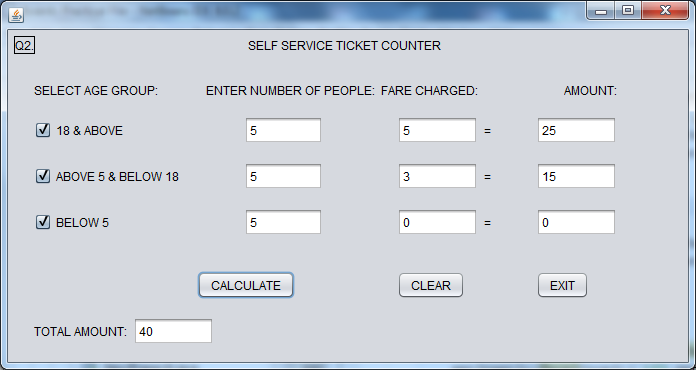 Q2.
SELF SERVICE TICKET COUNTER
SELECT AGE GROUP: ENTER NUMBER OF PEOPLE: FARE CHARGED: AMOUNT:
18 & ABOVE 5 5 = 25
ABOVE 5 & BELOW 18 5 3 = 15
BELOW 5 5 0 = 0
CALCULATE CLEAR EXIT
TOTAL AMOUNT: 40